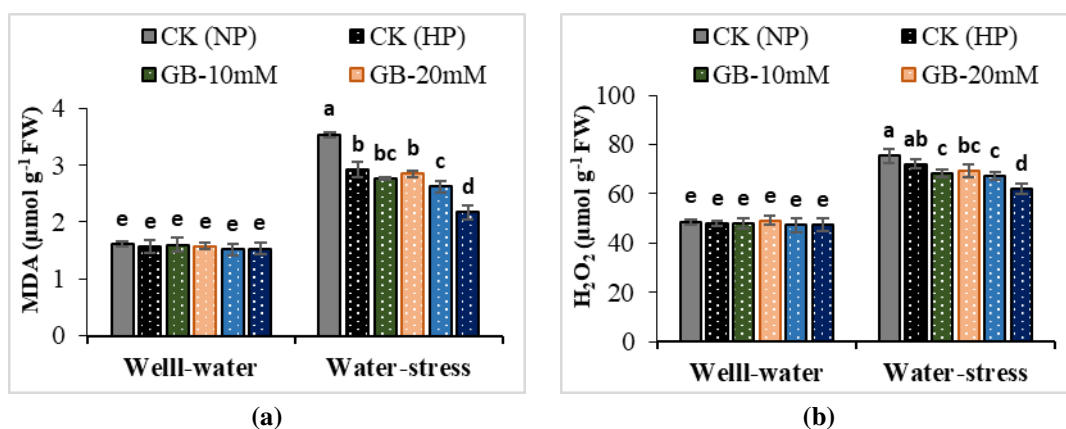 CK (NP) CK (HP)
GB-10mM GB-20mM
MDA (µmol g⁻¹ FW)
4
3
2
1
0
e e e e e e
a b bc b c d
Welll-water Water-stress
(a)
CK (NP) CK (HP)
GB-10mM GB-20mM
H₂O₂ (µmol g⁻¹ FW)
100
80
60
40
20
0
e e e e e e
a ab c bc c d
Welll-water Water-stress
(b)